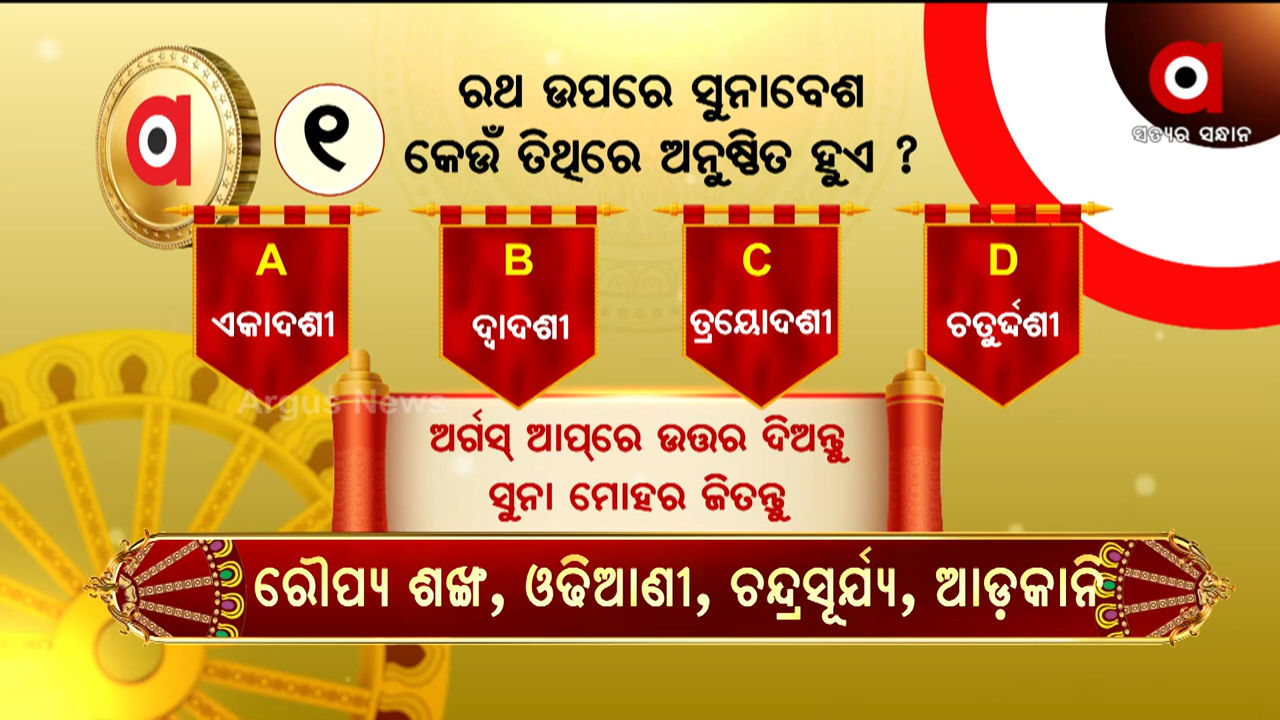 ରଥ ଉପରେ ସୁନାବେଶ
୧
କେଉଁ ତିଥିରେ ଅନୁଷ୍ଠିତ ହୁଏ ?
ସତ୍ୟର ସନ୍ଧାନ
A
B
C
D
ଏକାଦଶୀ
ଦ୍ୱାଦଶୀ
ତ୍ରୟୋଦଶୀ
ଚତୁର୍ଦ୍ଦଶୀ
Argus News
ଅର୍ଗସ୍ ଆପ୍‌ରେ ଉତ୍ତର ଦିଅନ୍ତୁ
ସୁନା ମୋହର ଜିତନ୍ତୁ
ରୌପ୍ୟ ଶଙ୍ଖ, ଓଢିଆଣୀ, ଚନ୍ଦ୍ରସୂର୍ଯ୍ୟ, ଆଡ଼କାନି